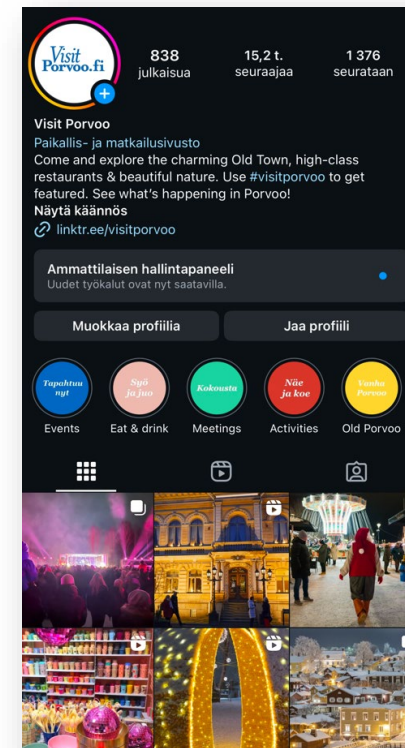 Visit
Porvoo.fi
838
julkaisua
15,2 t.
seuraajaa
1 376
seurataan
Visit Porvoo
Paikallis- ja matkailusivusto
Come and explore the charming Old Town, high-class
restaurants & beautiful nature. Use #visitporvoo to get
featured. See what's happening in Porvoo!
Näytä käännös
linktr.ee/visitporvoo
Ammattilaisen hallintapaneeli
Uudet työkalut ovat nyt saatavilla.
Muokkaa profiilia
Jaa profiili
Tapahtuu
nyt
Syö
ja juo
Kokousta
Näe
ja koe
Vanha
Porvoo
Events
Eat & drink
Meetings
Activities
Old Porvoo